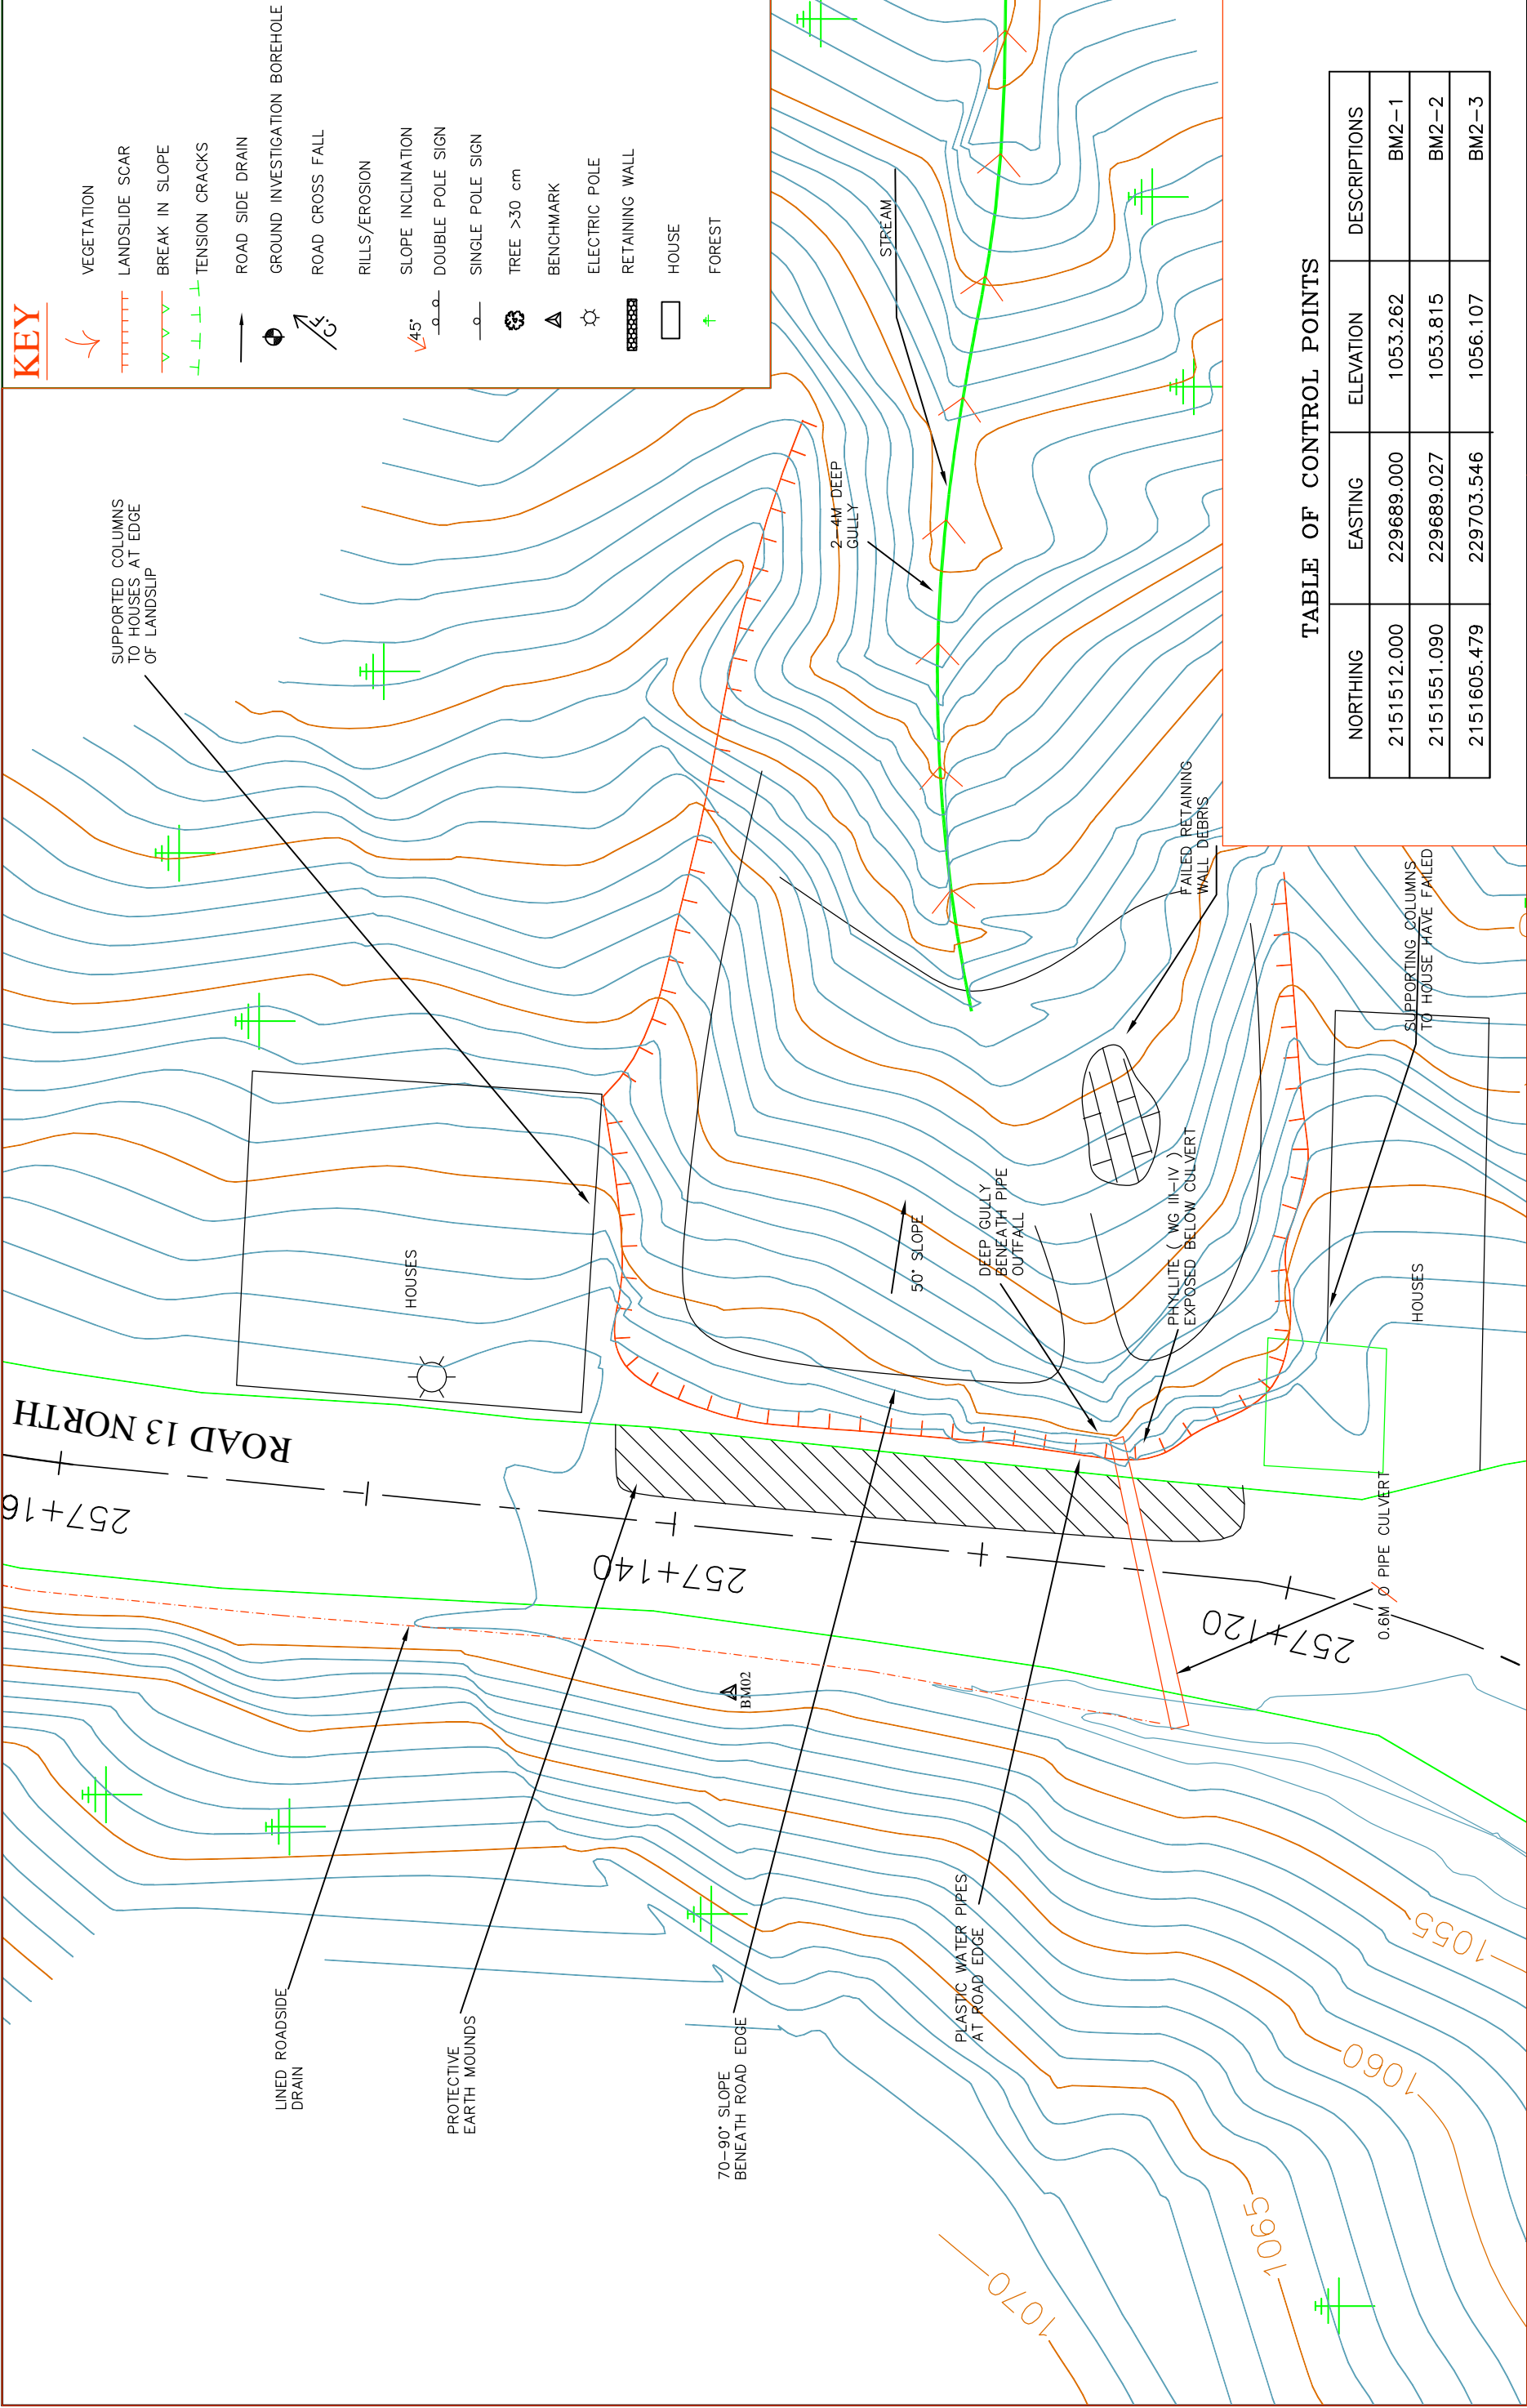 KEY
VEGETATION
LANDSLIDE SCAR
BREAK IN SLOPE
TENSION CRACKS
ROAD SIDE DRAIN
GROUND INVESTIGATION BOREHOLE
C.F.
ROAD CROSS FALL
RILLS/EROSION
45°
SLOPE INCLINATION
DOUBLE POLE SIGN
SINGLE POLE SIGN
TREE >30 cm
BENCHMARK
ELECTRIC POLE
RETAINING WALL
HOUSE
FOREST
SUPPORTED COLUMNS
TO HOUSES AT EDGE
OF LANDSLIP
STREAM
2-4M DEEP
GULLY
FAILED RETAINING
WALL DEBRIS
SUPPORTING COLUMNS
TO HOUSE HAVE FAILED
HOUSES
50° SLOPE
DEEP GULLY
BENEATH PIPE
OUTFALL
PHYLLITE ( WG III-IV )
EXPOSED BELOW CULVERT
HOUSES
ROAD 13 NORTH
257+16
257+140
257+120
0.6M O PIPE CULVERT
BM02
LINED ROADSIDE
DRAIN
PROTECTIVE
EARTH MOUNDS
70-90° SLOPE
BENEATH ROAD EDGE
PLASTIC WATER PIPES
AT ROAD EDGE
1055
1060
1065
1070
TABLE OF CONTROL POINTS
NORTHING EASTING ELEVATION DESCRIPTIONS
2151512.000 229689.000 1053.262 BM2-1
2151551.090 229689.027 1053.815 BM2-2
2151605.479 229703.546 1056.107 BM2-3